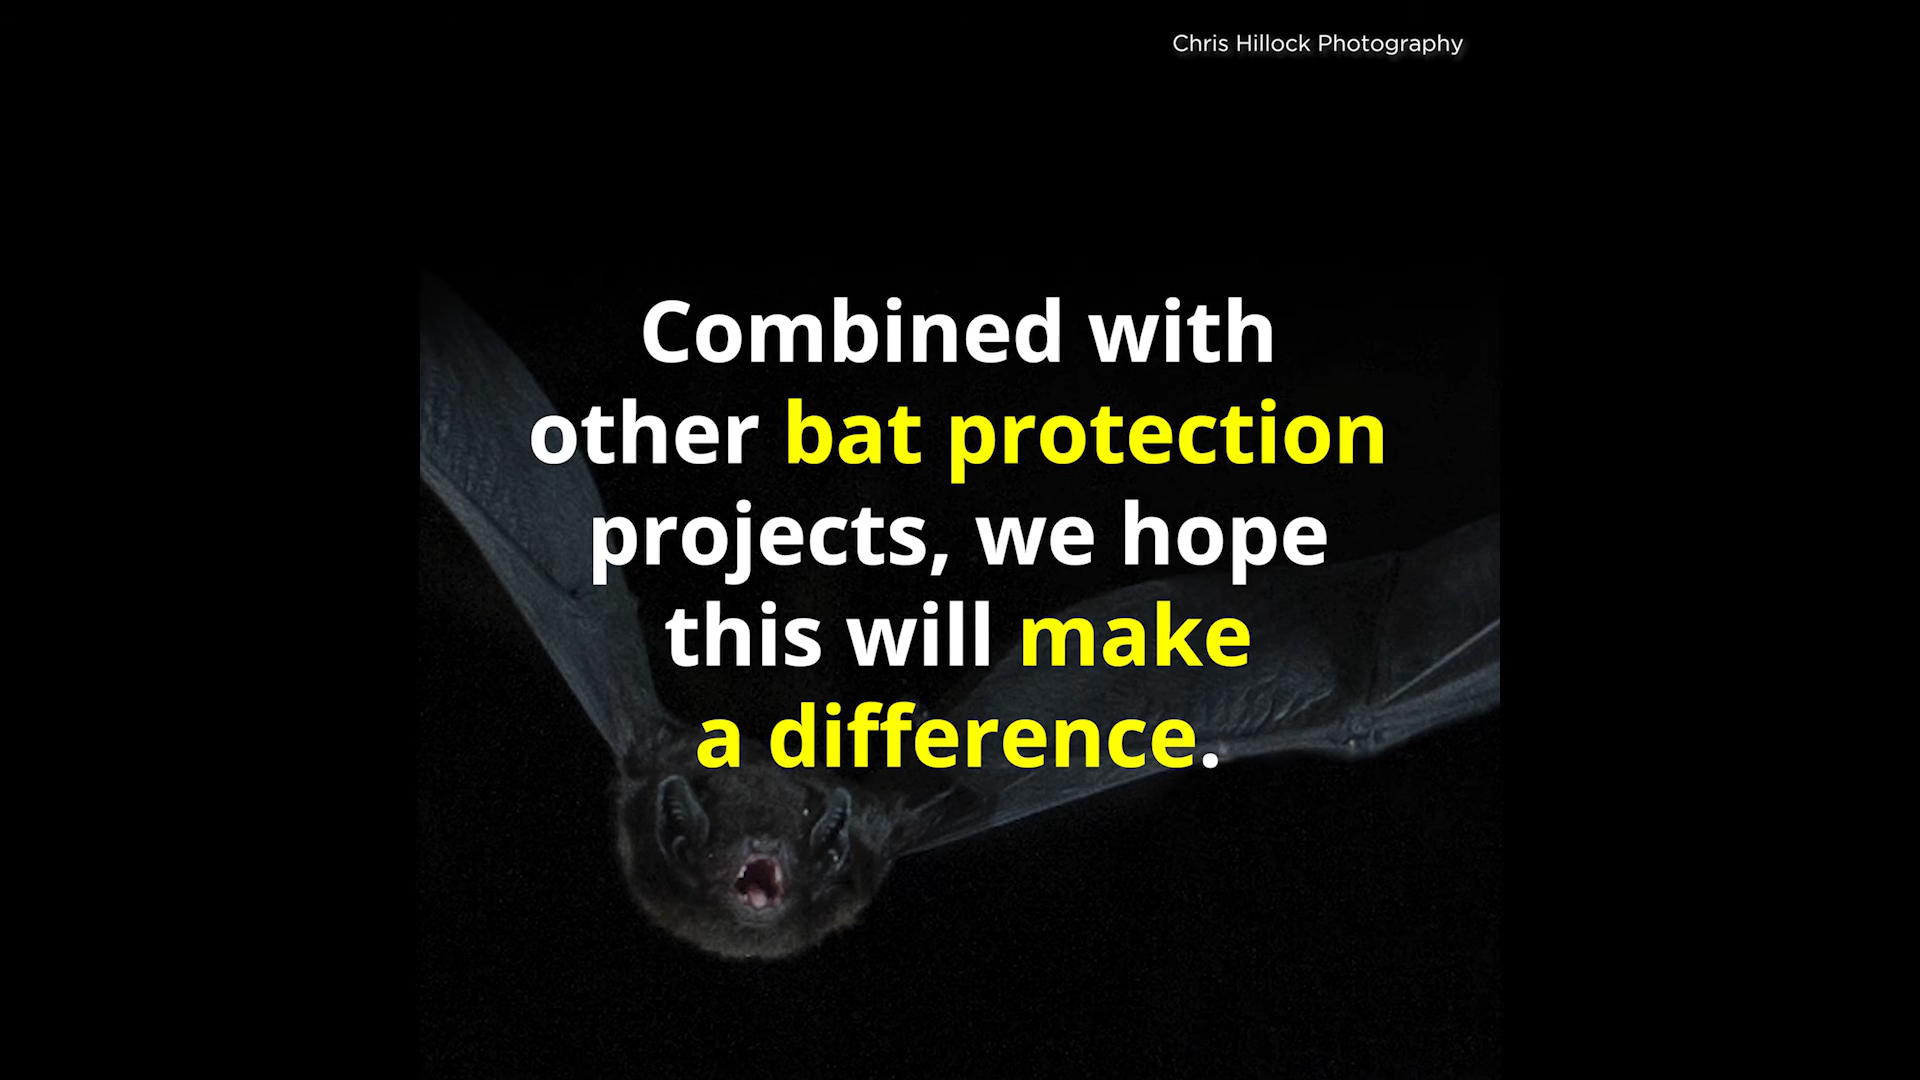 Chris Hillock Photography
Combined with
other bat protection
projects, we hope
this will make
a difference.